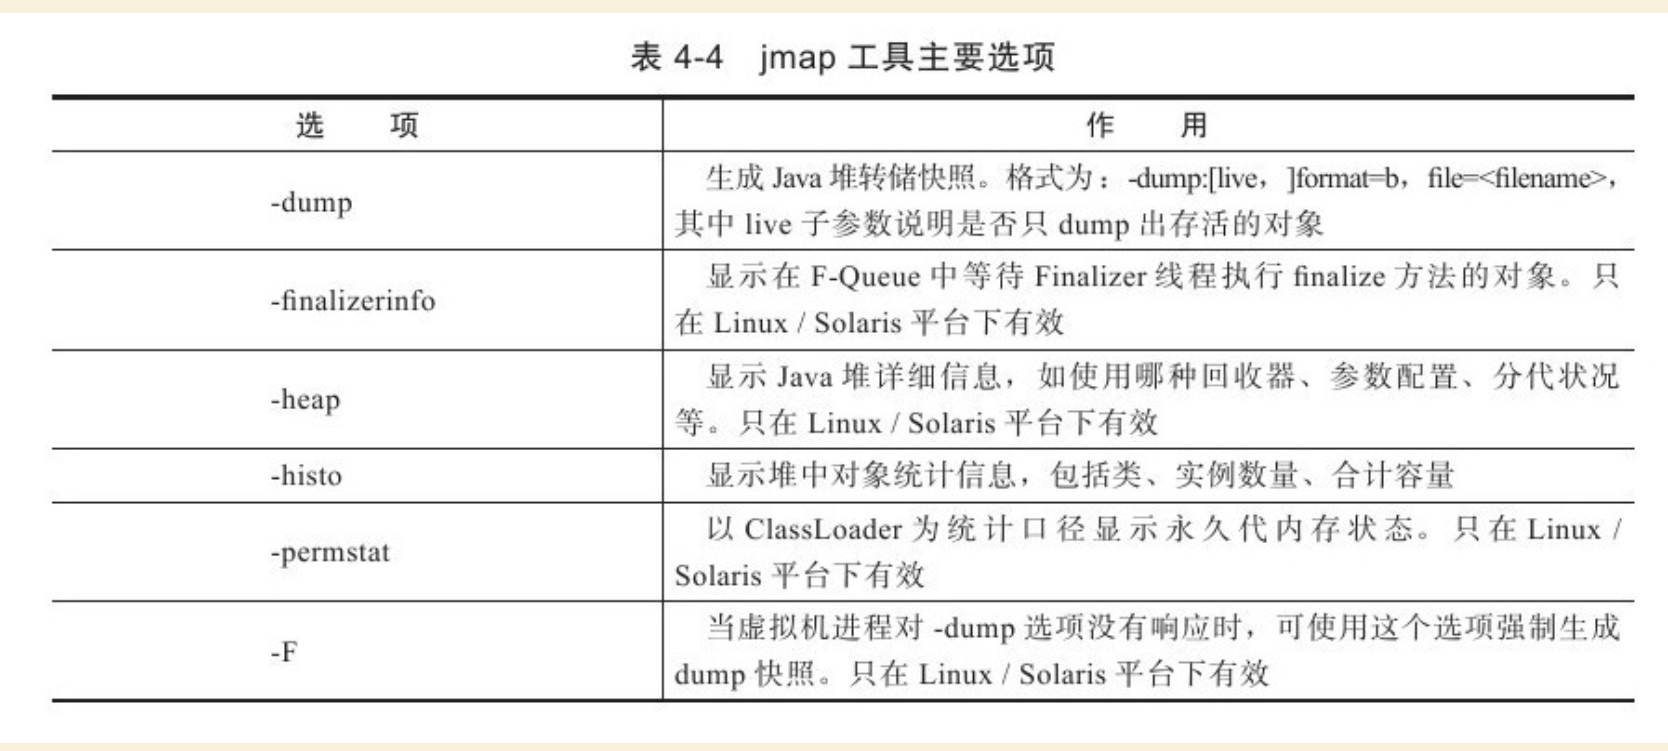 表 4-4 jmap 工具主要选项
选 项 作 用
-dump
生成 Java 堆转储快照。格式为：-dump:[live，]format=b，file=<filename>，
其中 live 子参数说明是否只 dump 出存活的对象
-finalizerinfo
显示在 F-Queue 中等待 Finalizer 线程执行 finalize 方法的对象。只
在 Linux / Solaris 平台下有效
-heap
显示 Java 堆详细信息，如使用哪种回收器、参数配置、分代状况
等。只在 Linux / Solaris 平台下有效
-histo 显示堆中对象统计信息，包括类、实例数量、合计容量
-permstat
以 ClassLoader 为统计口径显示永久代内存状态。只在 Linux /
Solaris 平台下有效
-F
当虚拟机进程对 -dump 选项没有响应时，可使用这个选项强制生成
dump 快照。只在 Linux / Solaris 平台下有效